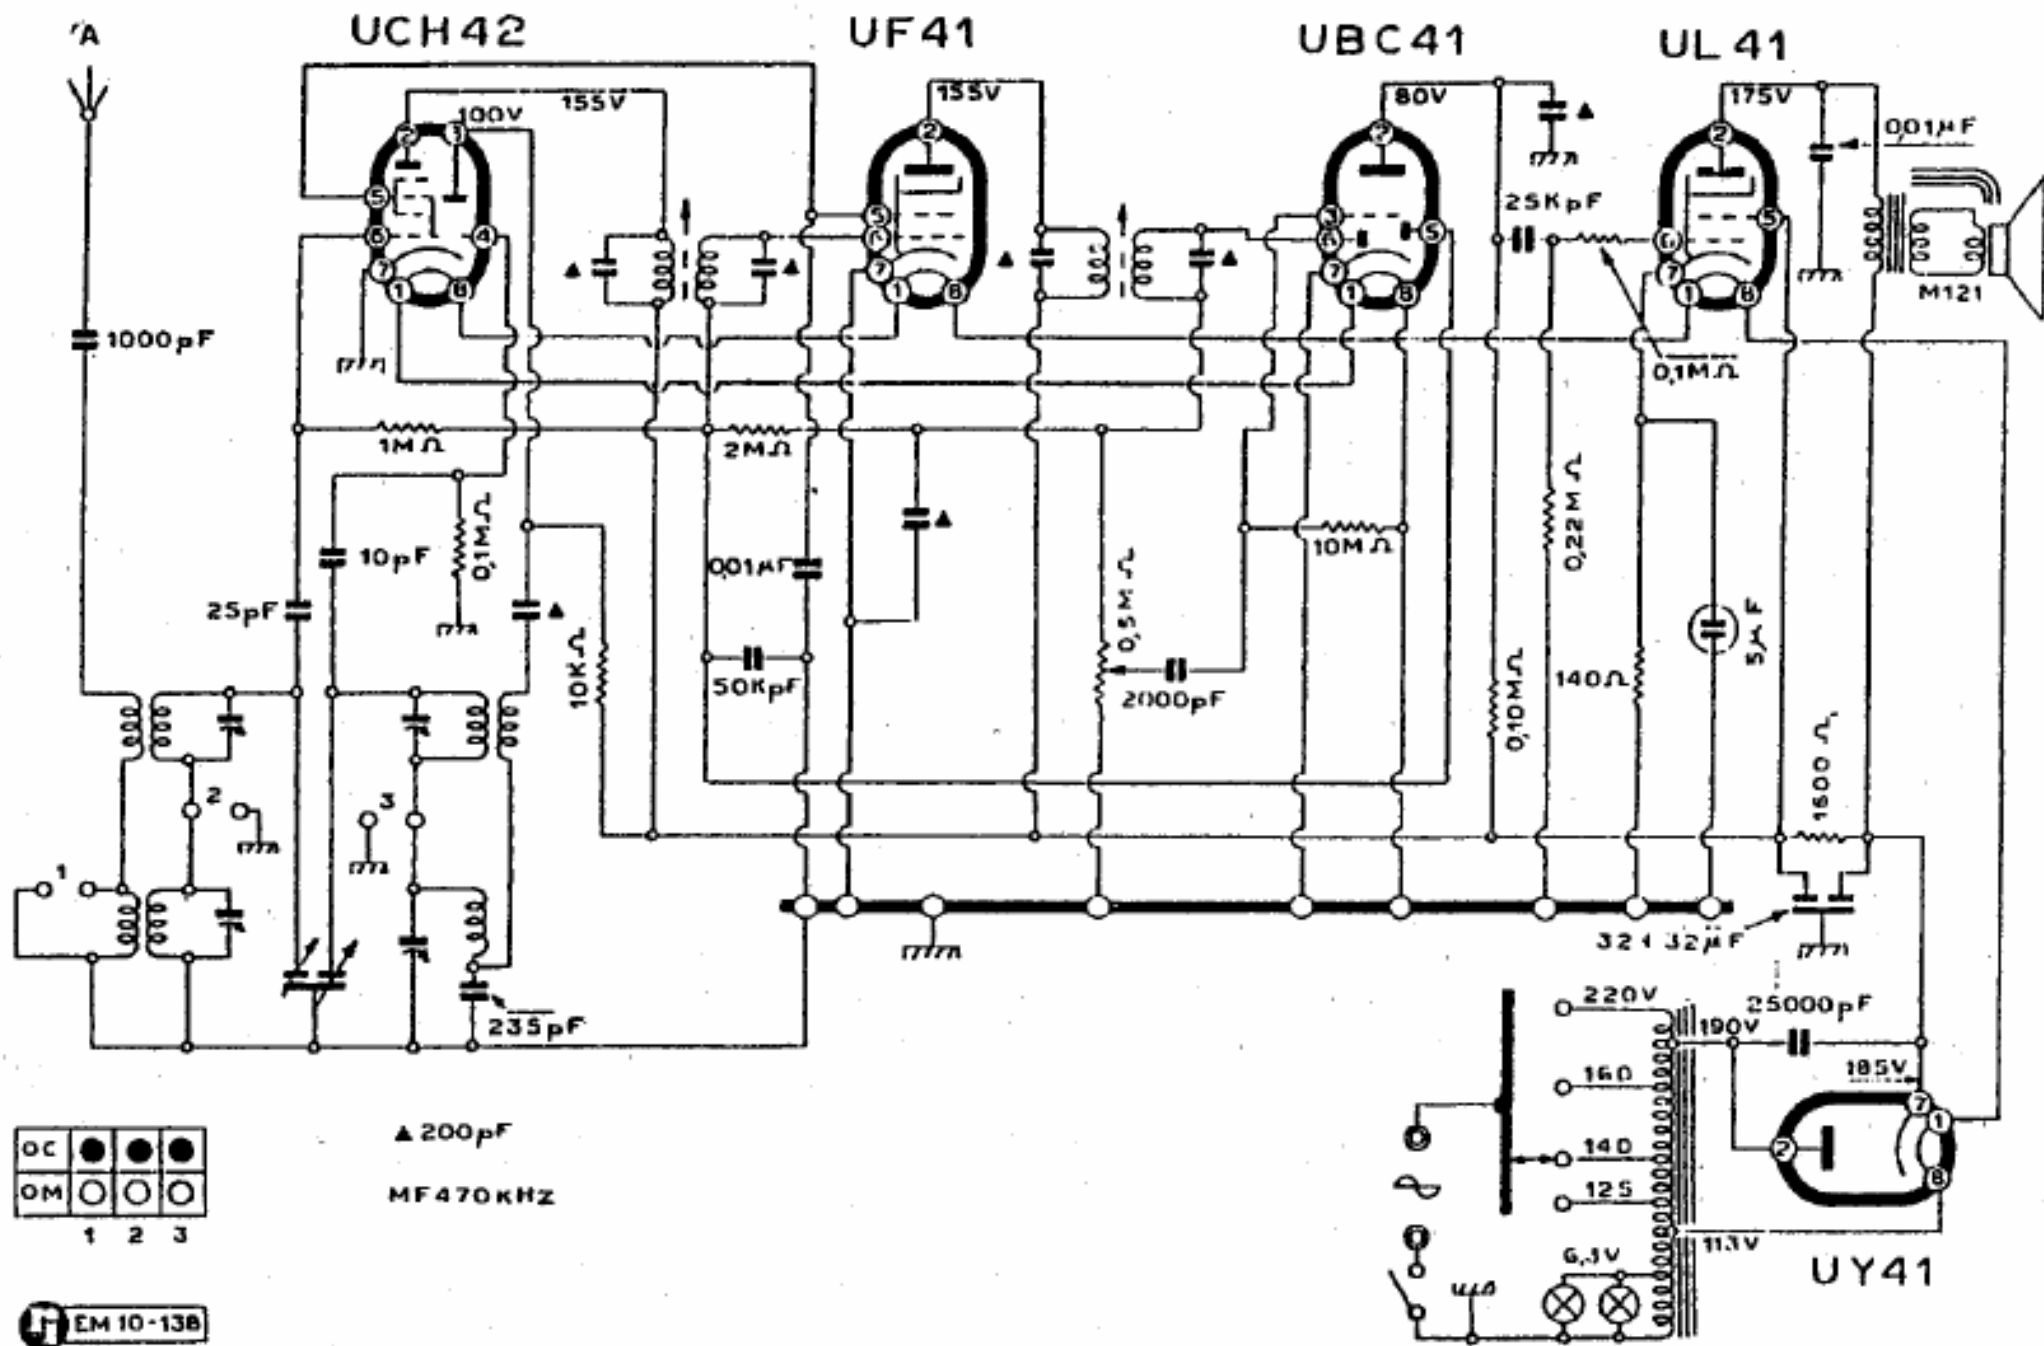 A
UCH42
UF41
UBC41
UL41
155V
100V
155V
80V
175V
0,01µF
25KpF
M121
1000pF
0,1MΩ
1MΩ
2MΩ
0,1MΩ
10pF
0,22MΩ
10MΩ
0,01µF
25pF
0,5MΩ
5µF
10KΩ
50KpF
2000pF
140Ω
0,10MΩ
1600Ω
2
3
1
32+32µF
235pF
220V
25000pF
190V
185V
160
140
125
▲200pF
MF470KHZ
OC
OM
1 2 3
6,3V
113V
UY41
EM 10-138